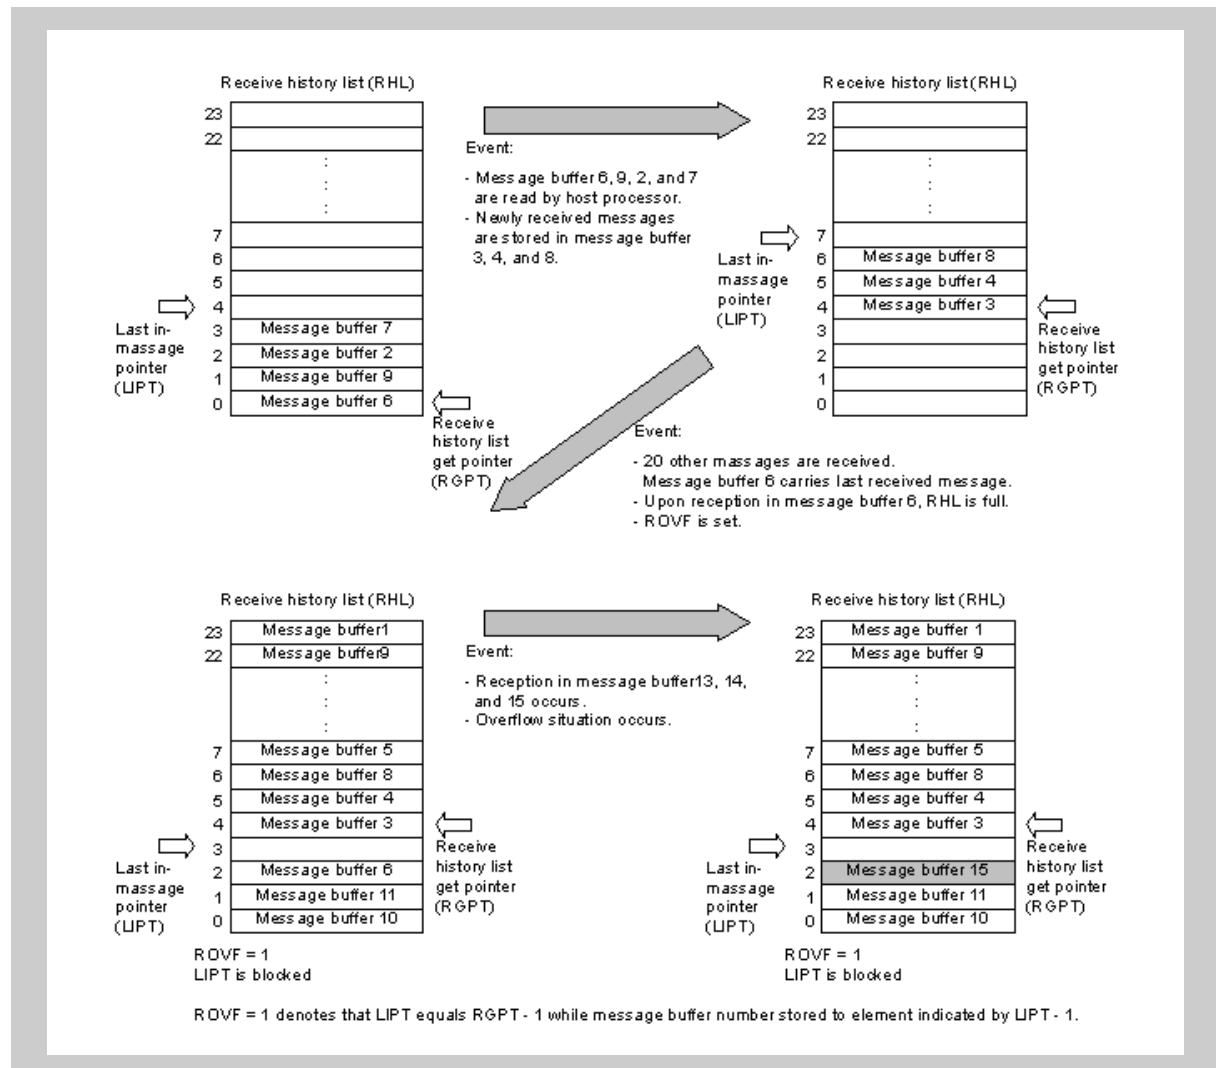 Receive history list (RHL)
23
22
:
:
:
7
6
5
4
3 Message buffer 7
2 Message buffer 2
1 Message buffer 9
0 Message buffer 6
Last in-
massage
pointer
(LIPT)
Receive
history list
get pointer
(RGPT)
Event:
- Message buffer 6, 9, 2, and 7
are read by host processor.
- Newly received messages
are stored in message buffer
3, 4, and 8.
Receive history list (RHL)
23
22
:
:
:
7
6 Message buffer 8
5 Message buffer 4
4 Message buffer 3
3
2
1
0
Last in-
massage
pointer
(LIPT)
Receive
history list
get pointer
(RGPT)
Event:
- 20 other massages are received.
Message buffer 6 carries last received message.
- Upon reception in message buffer 6, RHL is full.
- ROVF is set.
Receive history list (RHL)
23 Message buffer1
22 Message buffer9
:
:
:
7 Message buffer 5
6 Message buffer 8
5 Message buffer 4
4 Message buffer 3
3
2 Message buffer 6
1 Message buffer 11
0 Message buffer 10
Last in-
massage
pointer
(LIPT)
Receive
history list
get pointer
(RGPT)
ROVF = 1
LIPT is blocked
Event:
- Reception in message buffer13, 14,
and 15 occurs.
- Overflow situation occurs.
Receive history list (RHL)
23 Message buffer 1
22 Message buffer 9
:
:
:
7 Message buffer 5
6 Message buffer 8
5 Message buffer 4
4 Message buffer 3
3
2 Message buffer 15
1 Message buffer 11
0 Message buffer 10
Last in-
massage
pointer
(LIPT)
Receive
history list
get pointer
(RGPT)
ROVF = 1
LIPT is blocked
ROVF = 1 denotes that LIPT equals RGPT - 1 while message buffer number stored to element indicated by LIPT - 1.